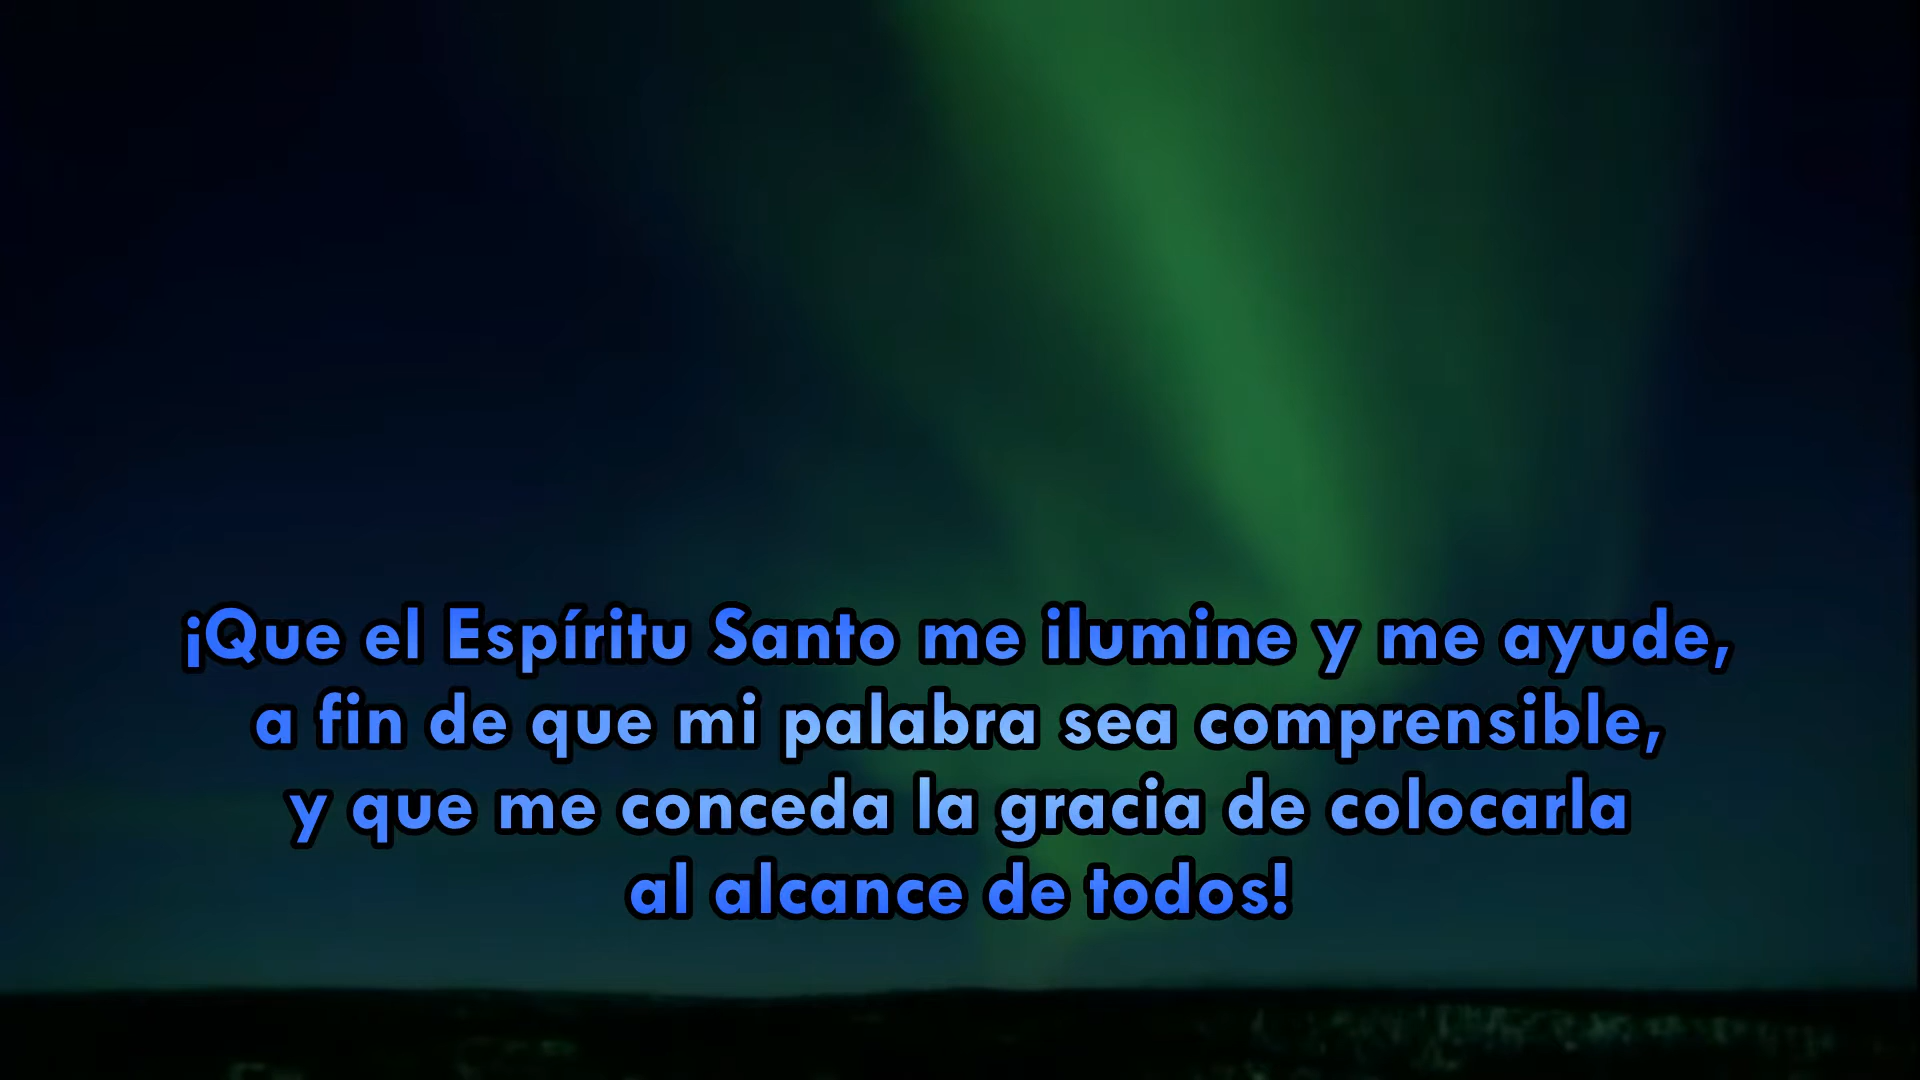 ¡Que el Espíritu Santo me ilumine y me ayude,
a fin de que mi palabra sea comprensible,
y que me conceda la gracia de colocarla
al alcance de todos!